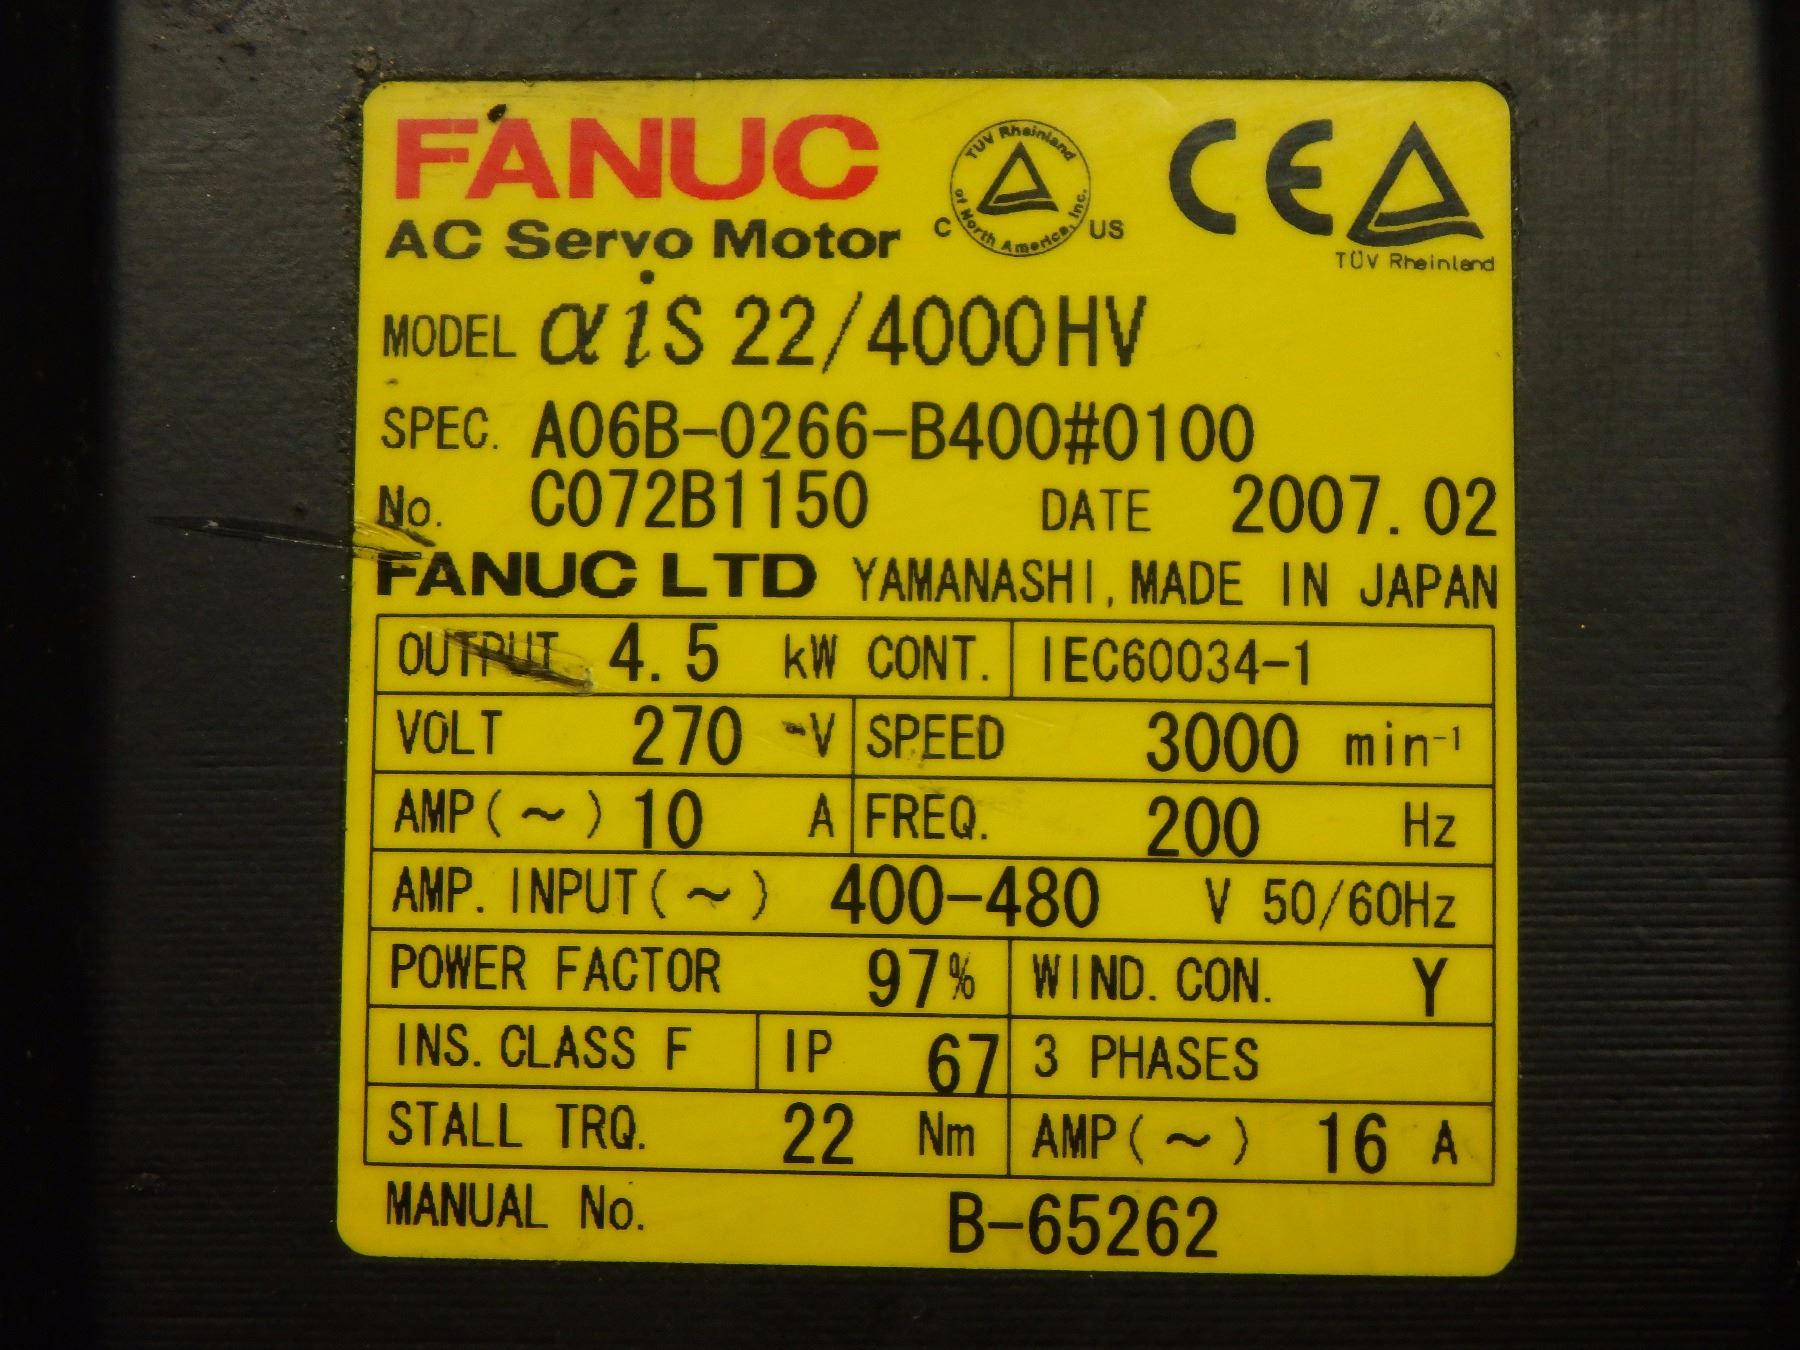 FANUC
TÜV Rheinland of North America, Inc.
C US
CE
TÜV Rheinland
AC Servo Motor
MODEL αiS 22/4000HV
SPEC. A06B-0266-B400#0100
No. C072B1150 DATE 2007.02
FANUC LTD YAMANASHI, MADE IN JAPAN
OUTPUT 4.5 kW CONT. IEC60034-1
VOLT 270 ~V SPEED 3000 min⁻¹
AMP(~) 10 A FREQ. 200 Hz
AMP. INPUT(~) 400-480 V 50/60Hz
POWER FACTOR 97% WIND. CON. Y
INS. CLASS F IP 67 3 PHASES
STALL TRQ. 22 Nm AMP(~) 16 A
MANUAL No. B-65262